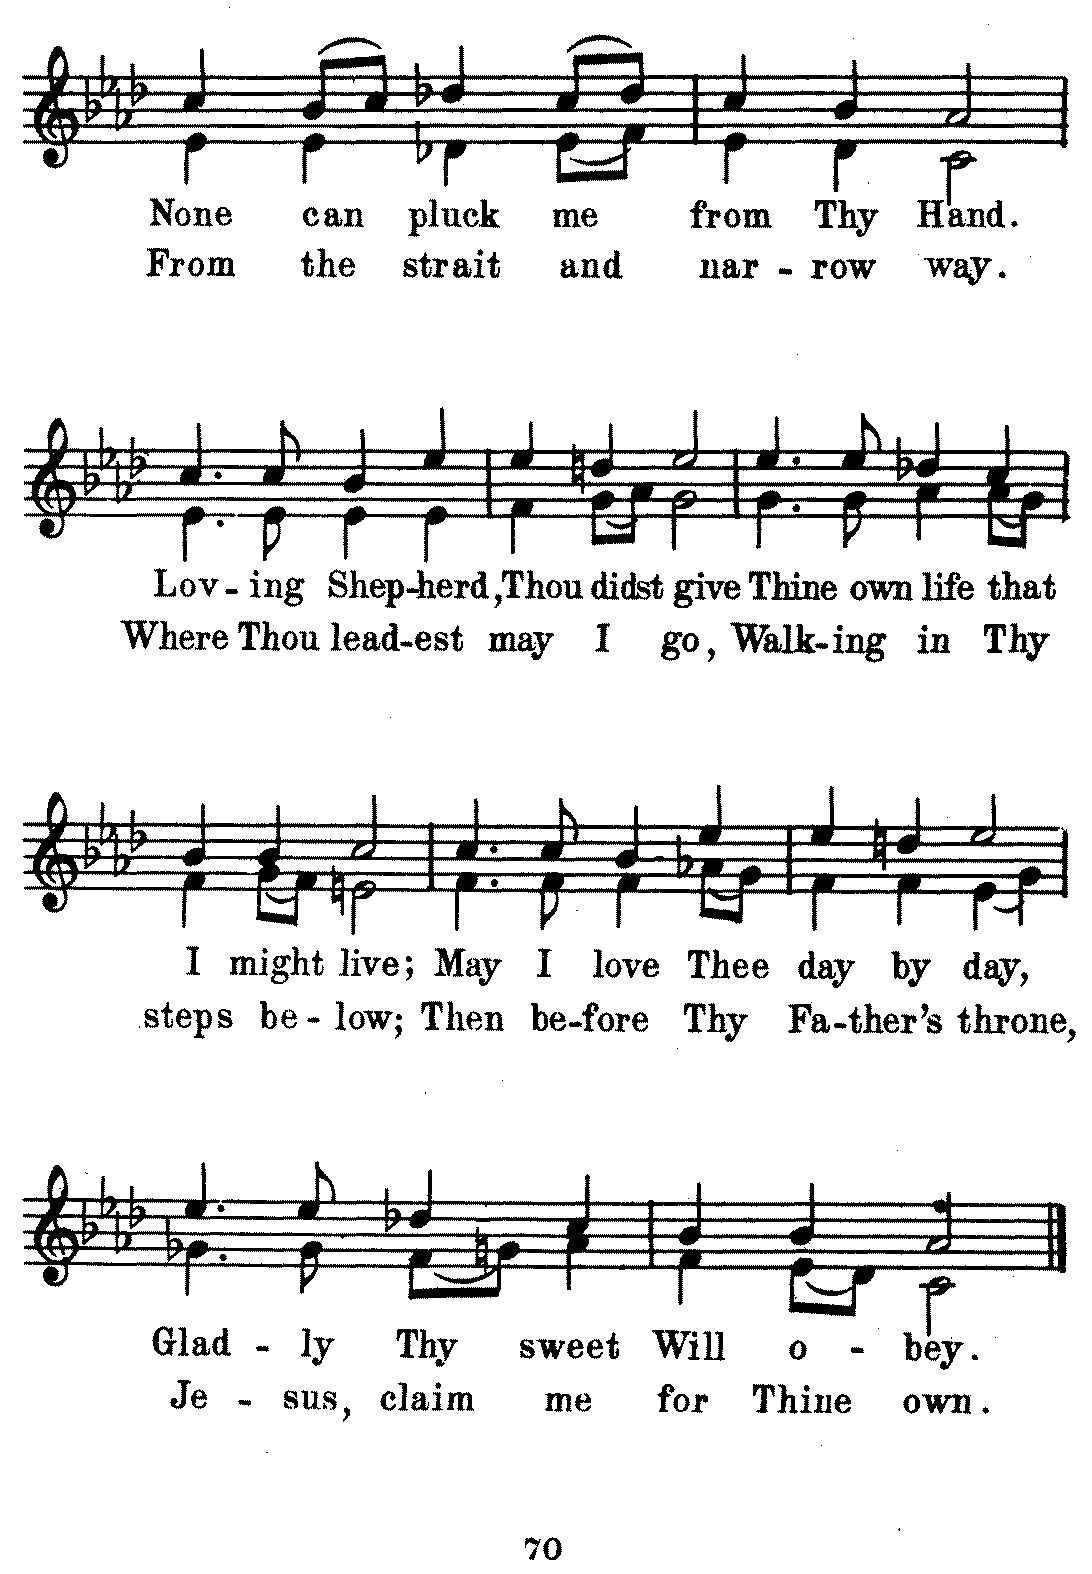 None can pluck me from Thy Hand.
From the strait and nar - row way.
Lov - ing Shep-herd, Thou didst give Thine own life that
Where Thou lead-est may I go, Walk-ing in Thy
I might live; May I love Thee day by day,
steps be - low; Then be-fore Thy Fa-ther's throne,
Glad - ly Thy sweet Will o - bey.
Je - sus, claim me for Thine own.
70